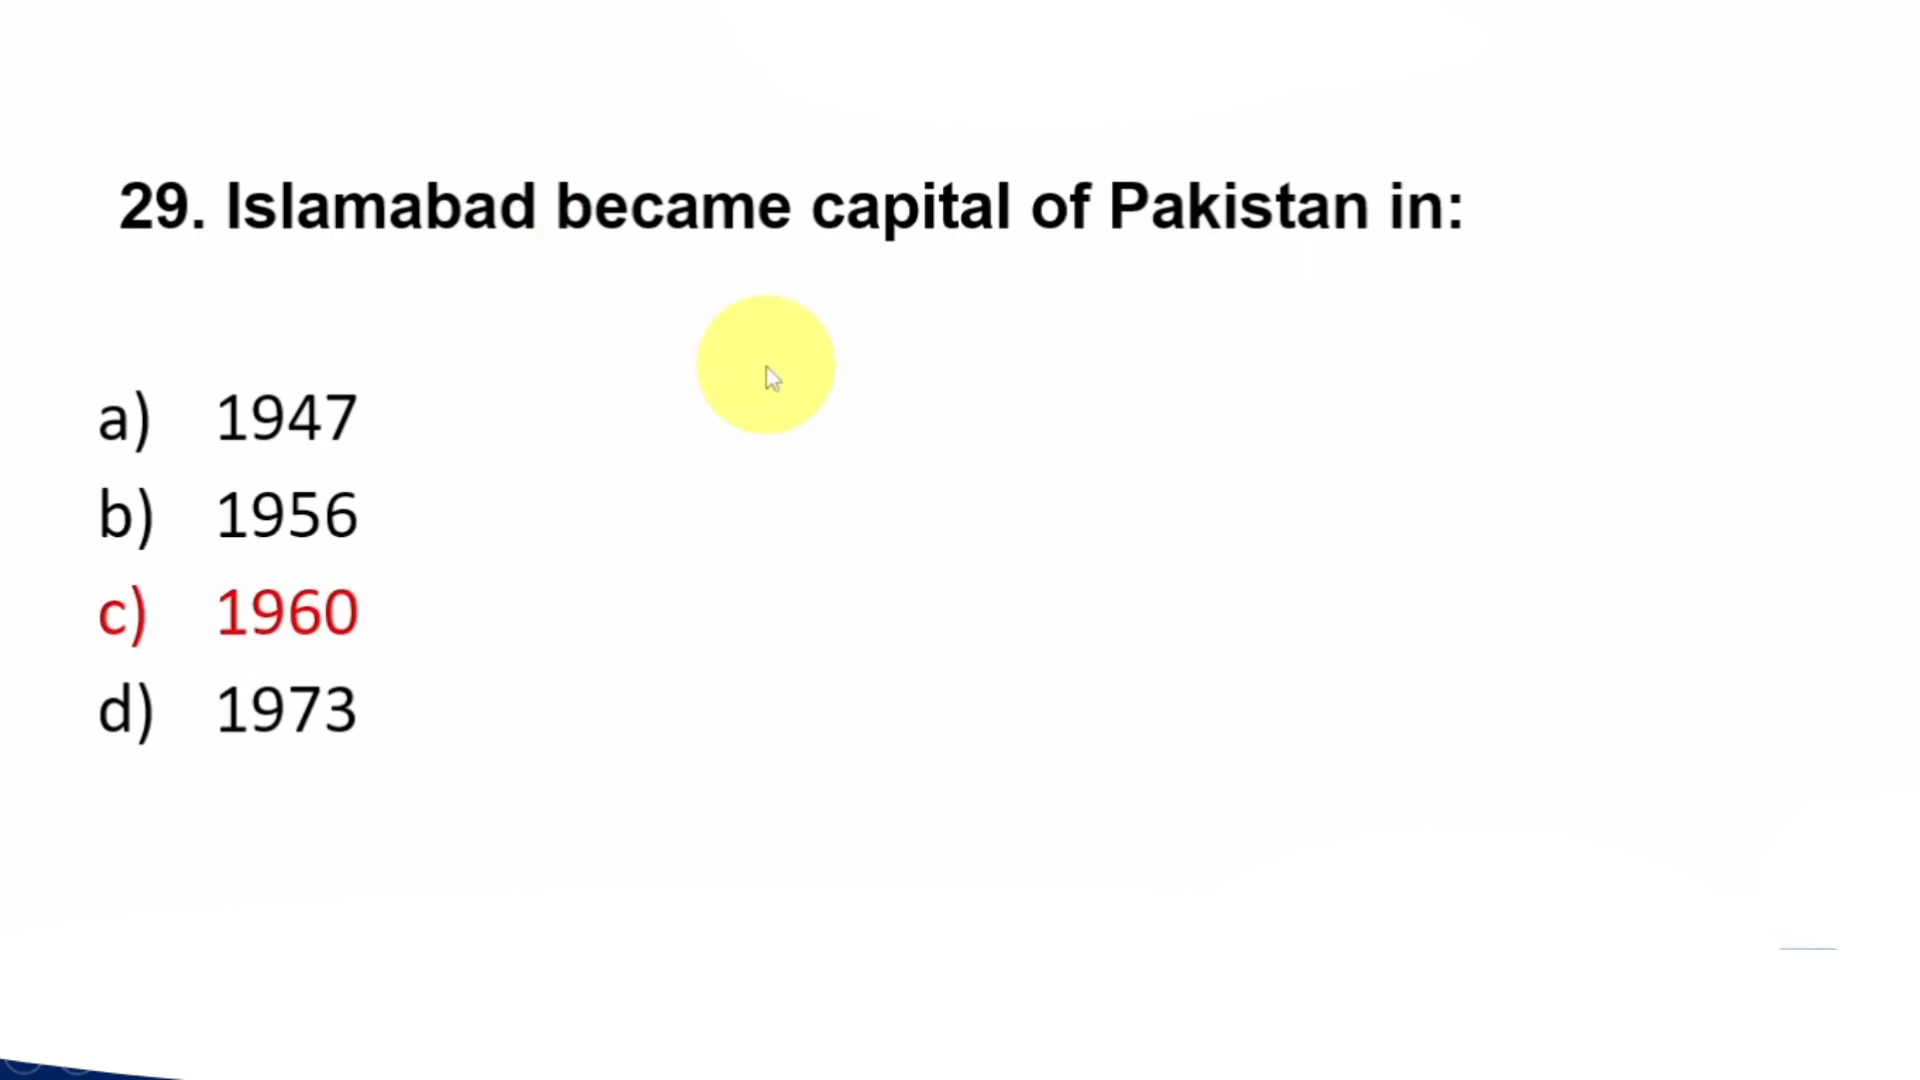 29. Islamabad became capital of Pakistan in:
a) 1947
b) 1956
c) 1960
d) 1973